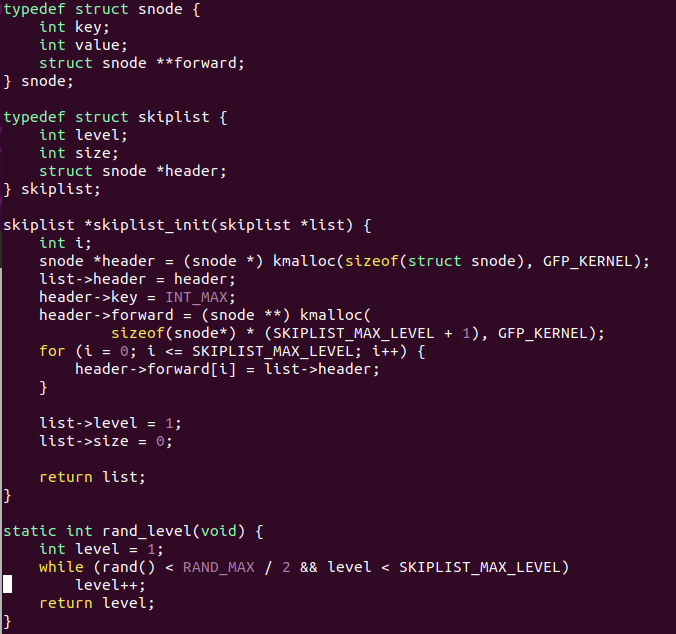 typedef struct snode {
    int key;
    int value;
    struct snode **forward;
} snode;

typedef struct skiplist {
    int level;
    int size;
    struct snode *header;
} skiplist;

skiplist *skiplist_init(skiplist *list) {
    int i;
    snode *header = (snode *) kmalloc(sizeof(struct snode), GFP_KERNEL);
    list->header = header;
    header->key = INT_MAX;
    header->forward = (snode **) kmalloc(
            sizeof(snode*) * (SKIPLIST_MAX_LEVEL + 1), GFP_KERNEL);
    for (i = 0; i <= SKIPLIST_MAX_LEVEL; i++) {
        header->forward[i] = list->header;
    }

    list->level = 1;
    list->size = 0;

    return list;
}

static int rand_level(void) {
    int level = 1;
    while (rand() < RAND_MAX / 2 && level < SKIPLIST_MAX_LEVEL)
        level++;
    return level;
}